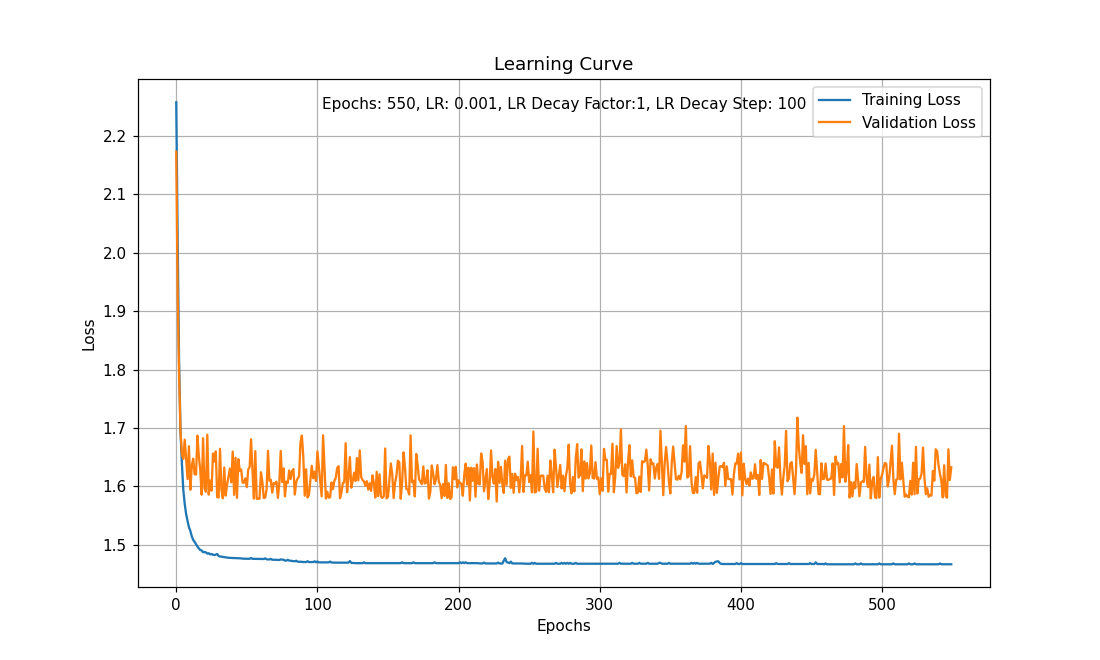 Learning Curve
Epochs: 550, LR: 0.001, LR Decay Factor:1, LR Decay Step: 100
Training Loss
Validation Loss
2.2
2.1
2.0
1.9
1.8
1.7
1.6
1.5
Loss
0 100 200 300 400 500
Epochs